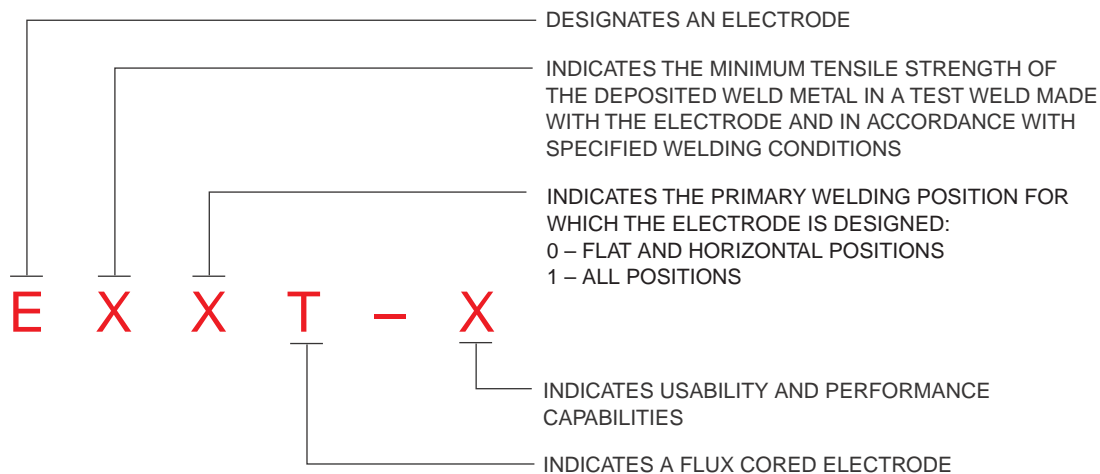 DESIGNATES AN ELECTRODE
INDICATES THE MINIMUM TENSILE STRENGTH OF
THE DEPOSITED WELD METAL IN A TEST WELD MADE
WITH THE ELECTRODE AND IN ACCORDANCE WITH
SPECIFIED WELDING CONDITIONS
INDICATES THE PRIMARY WELDING POSITION FOR
WHICH THE ELECTRODE IS DESIGNED:
0 – FLAT AND HORIZONTAL POSITIONS
1 – ALL POSITIONS
E X X T – X
INDICATES USABILITY AND PERFORMANCE
CAPABILITIES
INDICATES A FLUX CORED ELECTRODE